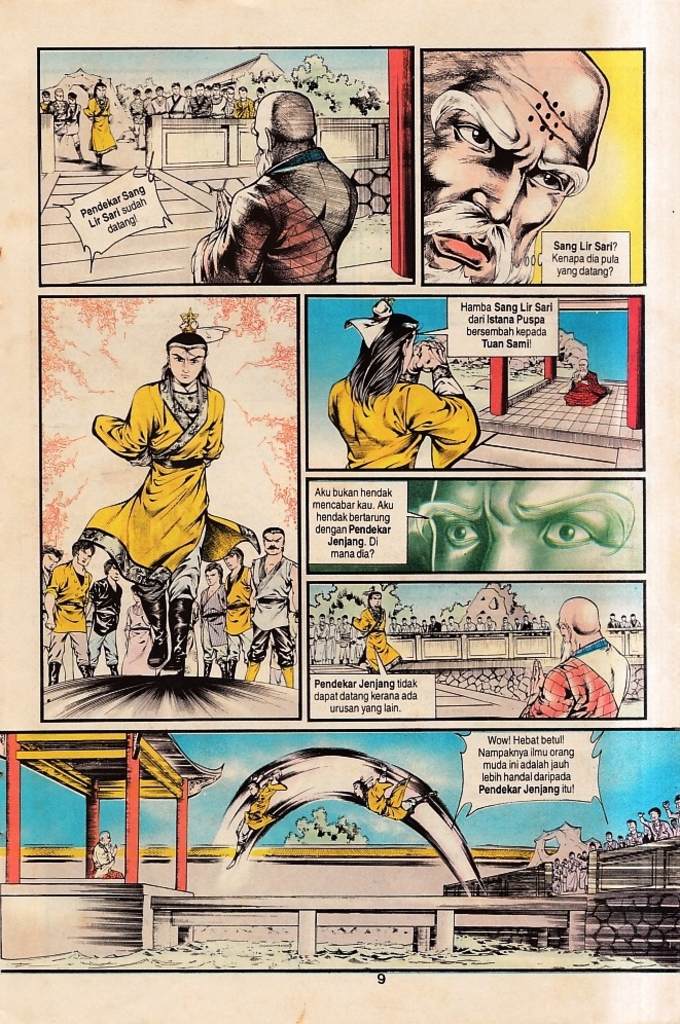 Pendekar Sang
Lir Sari sudah
datang!
Sang Lir Sari?
Kenapa dia pula
yang datang?
Hamba Sang Lir Sari
dari Istana Puspa
bersembah kepada
Tuan Sami!
Aku bukan hendak
mencabar kau. Aku
hendak bertarung
dengan Pendekar
Jenjang. Di
mana dia?
Pendekar Jenjang tidak
dapat datang kerana ada
urusan yang lain.
Wow! Hebat betul!
Nampaknya ilmu orang
muda ini adalah jauh
lebih handal daripada
Pendekar Jenjang itu!
9